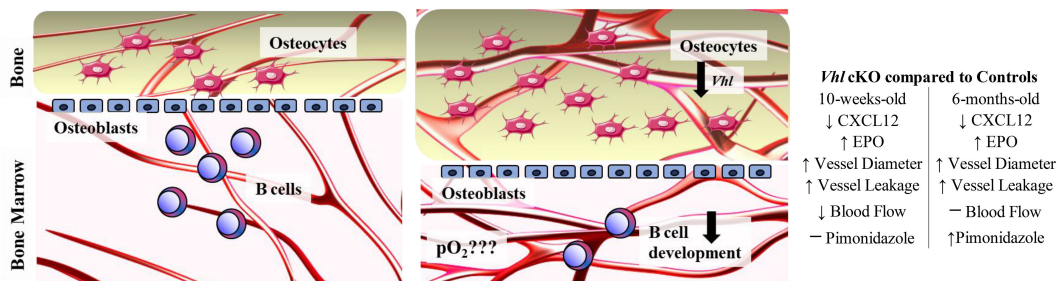 Bone
Bone Marrow
Osteocytes
Osteoblasts
B cells
Osteocytes
Vhl
Osteoblasts
pO₂???
B cell
development
Vhl cKO compared to Controls
10-weeks-old
↓ CXCL12
↑ EPO
↑ Vessel Diameter
↑ Vessel Leakage
↓ Blood Flow
− Pimonidazole
6-months-old
↓ CXCL12
↑ EPO
↑ Vessel Diameter
↑ Vessel Leakage
− Blood Flow
↑Pimonidazole